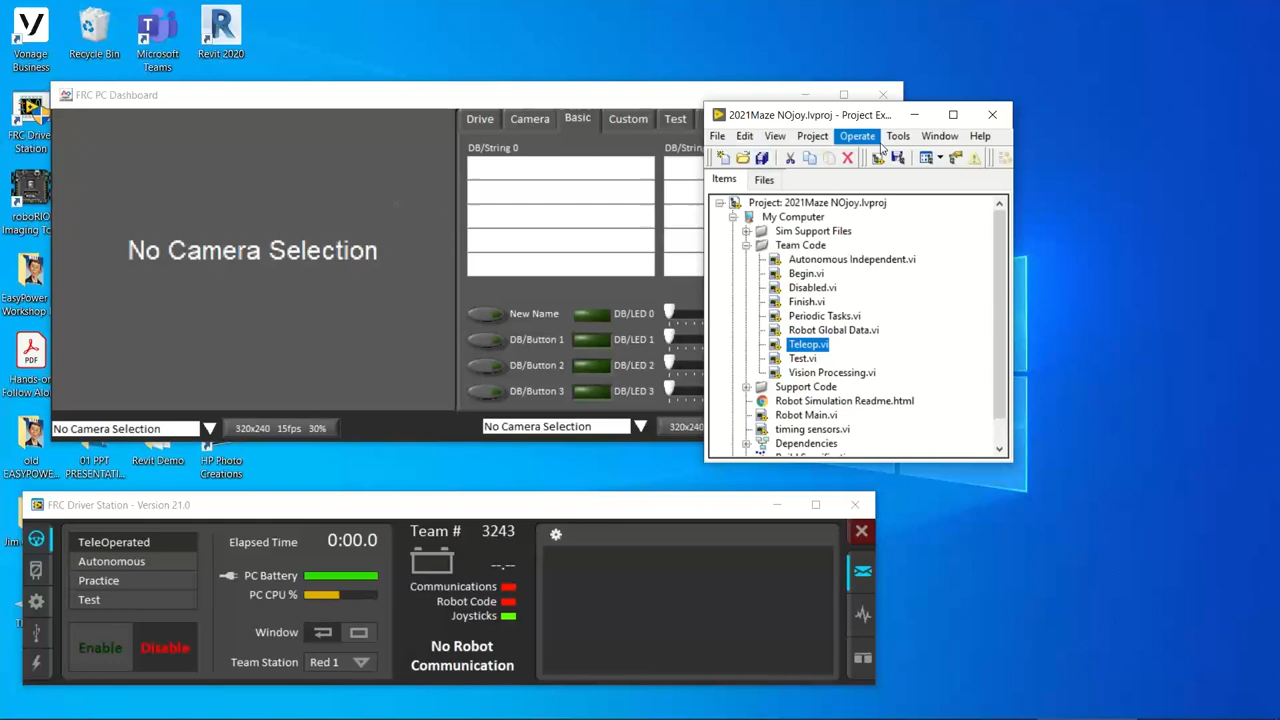 Vonage
Business
Recycle Bin
Microsoft
Teams
Revit 2020
FRC Driver
Station
roboRIO
Imaging To
EasyPower
Workshop
PDF
Hands-on
Follow Alo
old
EASYPOWE...
01 PPT
PRESENTATI...
Revit Demo
HP Photo
Creations
FRC PC Dashboard
Drive
Camera
Basic
Custom
Test
No Camera Selection
DB/String 0
DB/Stri
New Name
DB/LED 0
DB/Button 1
DB/LED 1
DB/Button 2
DB/LED 2
DB/Button 3
DB/LED 3
No Camera Selection
320x240 15fps 30%
No Camera Selection
320x240
2021Maze NOjoy.lvproj - Project Ex...
File Edit View Project Operate Tools Window Help
Items Files
Project: 2021Maze NOjoy.lvproj
My Computer
Sim Support Files
Team Code
Autonomous Independent.vi
Begin.vi
Disabled.vi
Finish.vi
Periodic Tasks.vi
Robot Global Data.vi
Teleop.vi
Test.vi
Vision Processing.vi
Support Code
Robot Simulation Readme.html
Robot Main.vi
timing sensors.vi
Dependencies
FRC Driver Station - Version 21.0
TeleOperated
Autonomous
Practice
Test
Enable Disable
Elapsed Time 0:00.0
PC Battery
PC CPU %
Window
Team Station Red 1
Team # 3243
--.--
Communications
Robot Code
Joysticks
No Robot
Communication